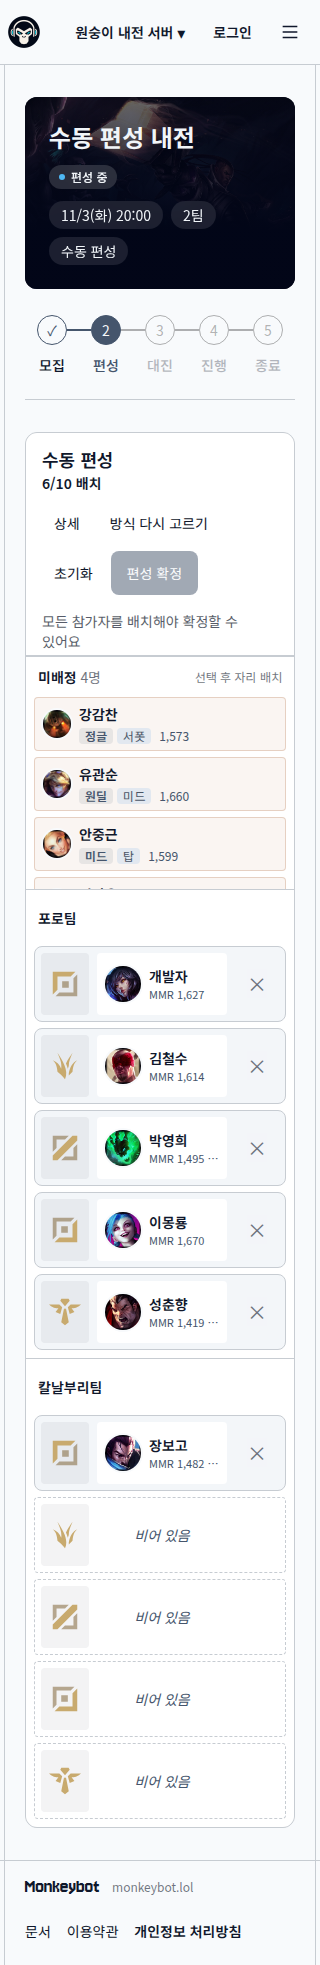 원숭이 내전 서버 ▾
로그인
수동 편성 내전
편성 중
11/3(화) 20:00
2팀
수동 편성
✓ 2 3 4 5
모집 편성 대진 진행 종료
수동 편성
6/10 배치
상세 방식 다시 고르기
초기화 편성 확정
모든 참가자를 배치해야 확정할 수
있어요
미배정 4명 선택 후 자리 배치
강감찬
정글 서폿 1,573
유관순
원딜 미드 1,660
안중근
미드 탑 1,599
포로팀
개발자
MMR 1,627
김철수
MMR 1,614
박영희
MMR 1,495 ···
이몽룡
MMR 1,670
성춘향
MMR 1,419 ···
칼날부리팀
장보고
MMR 1,482 ···
비어 있음
비어 있음
비어 있음
비어 있음
Monkeybot monkeybot.lol
문서 이용약관 개인정보 처리방침